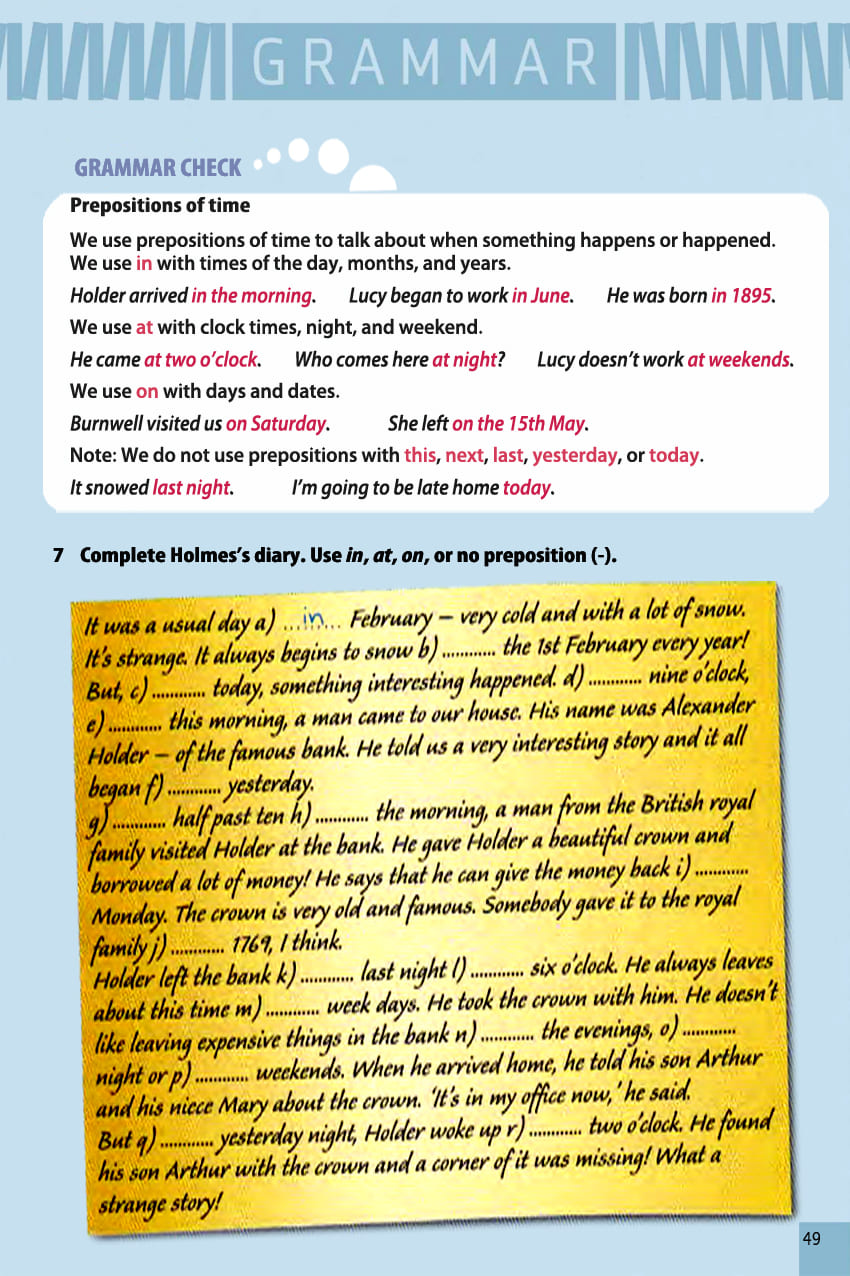 GRAMMAR
GRAMMAR CHECK
Prepositions of time
We use prepositions of time to talk about when something happens or happened.
We use in with times of the day, months, and years.
Holder arrived in the morning. Lucy began to work in June. He was born in 1895.
We use at with clock times, night, and weekend.
He came at two o'clock. Who comes here at night? Lucy doesn't work at weekends.
We use on with days and dates.
Burnwell visited us on Saturday. She left on the 15th May.
Note: We do not use prepositions with this, next, last, yesterday, or today.
It snowed last night. I'm going to be late home today.
7 Complete Holmes's diary. Use in, at, on, or no preposition (-).
It was a usual day a) ...in... February – very cold and with a lot of snow.
It's strange. It always begins to snow b) ............ the 1st February every year!
But, c) ............ today, something interesting happened. d) ............ nine o'clock,
e) ............ this morning, a man came to our house. His name was Alexander
Holder – of the famous bank. He told us a very interesting story and it all
began f) ............ yesterday.
g) ............ half past ten h) ............ the morning, a man from the British royal
family visited Holder at the bank. He gave Holder a beautiful crown and
borrowed a lot of money! He says that he can give the money back i) ............
Monday. The crown is very old and famous. Somebody gave it to the royal
family j) ............ 1769, I think.
Holder left the bank k) ............ last night l) ............ six o'clock. He always leaves
about this time m) ............ week days. He took the crown with him. He doesn't
like leaving expensive things in the bank n) ............ the evenings, o) ............
night or p) ............ weekends. When he arrived home, he told his son Arthur
and his niece Mary about the crown. 'It's in my office now,' he said.
But q) ............ yesterday night, Holder woke up r) ............ two o'clock. He found
his son Arthur with the crown and a corner of it was missing! What a
strange story!
49